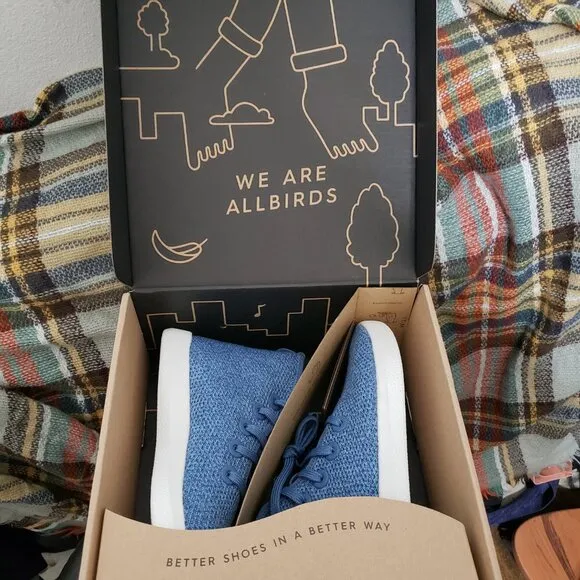 WE ARE
ALLBIRDS
BETTER SHOES IN A BETTER WAY